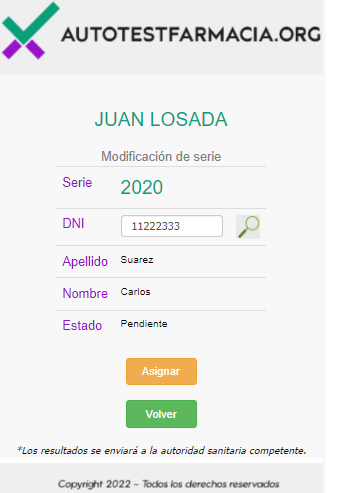 AUTOTESTFARMACIA.ORG
JUAN LOSADA
Modificación de serie
Serie 2020
DNI 11222333
Apellido Suarez
Nombre Carlos
Estado Pendiente
Asignar
Volver
*Los resultados se enviará a la autoridad sanitaria competente.
Copyright 2022 - Todos los derechos reservados